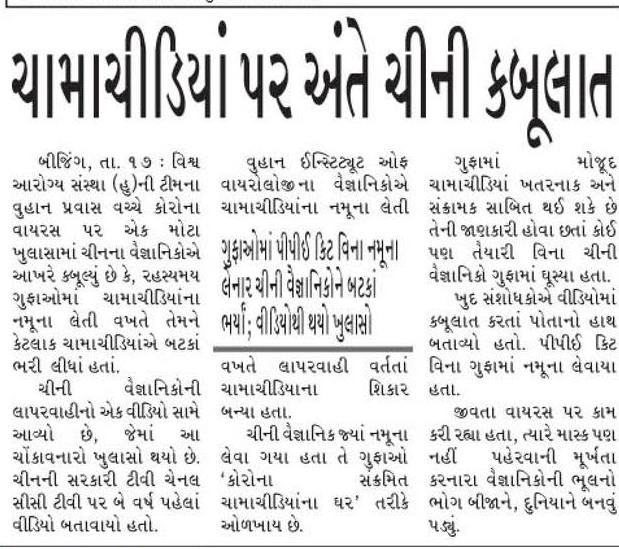 ચામાચીડિયાં પર અંતે ચીની કબૂલાત
બીજિંગ, તા. ૧૭ : વિશ્વ
આરોગ્ય સંસ્થા (હુ)ની ટીમના
વુહાન પ્રવાસ વચ્ચે કોરોના
વાયરસ પર એક મોટા
ખુલાસામાં ચીનના વૈજ્ઞાનિકોએ
આખરે કબૂલ્યું છે કે, રહસ્યમય
ગુફાઓમાં ચામાચીડિયાંના
નમૂના લેતી વખતે તેમને
કેટલાક ચામાચીડિયાંએ બટકાં
ભરી લીધાં હતાં.
ચીની વૈજ્ઞાનિકોની
લાપરવાહીનો એક વીડિયો સામે
આવ્યો છે, જેમાં આ
ચોંકાવનારો ખુલાસો થયો છે.
ચીનની સરકારી ટીવી ચેનલ
સીસી ટીવી પર બે વર્ષ પહેલાં
વીડિયો બતાવાયો હતો.
વુહાન ઈન્સ્ટિટ્યૂટ ઓફ
વાયરોલોજીના વૈજ્ઞાનિકોએ
ચામાચીડિયાંના નમૂના લેતી
ગુફાઓમાં પીપીઈ કિટ વિના નમૂના
લેનાર ચીની વૈજ્ઞાનિકોને બટકાં
ભર્યાં; વીડિયોથી થયો ખુલાસો
વખતે લાપરવાહી વર્તતાં
ચામાચીડિયાના શિકાર
બન્યા હતા.
ચીની વૈજ્ઞાનિક જ્યાં નમૂના
લેવા ગયા હતા તે ગુફાઓ
'કોરોના સંક્રમિત
ચામાચીડિયાંના ઘર' તરીકે
ઓળખાય છે.
ગુફામાં મોજૂદ
ચામાચીડિયાં ખતરનાક અને
સંક્રામક સાબિત થઈ શકે છે
તેની જાણકારી હોવા છતાં કોઈ
પણ તૈયારી વિના ચીની
વૈજ્ઞાનિકો ગુફામાં ઘૂસ્યા હતા.
ખુદ સંશોધકોએ વીડિયોમાં
કબૂલાત કરતાં પોતાનો હાથ
બતાવ્યો હતો. પીપીઈ કિટ
વિના ગુફામાં નમૂના લેવાયા
હતા.
જીવતા વાયરસ પર કામ
કરી રહ્યા હતા, ત્યારે માસ્ક પણ
નહીં પહેરવાની મૂર્ખતા
કરનારા વૈજ્ઞાનિકોની ભૂલનો
ભોગ બીજાને, દુનિયાને બનવું
પડ્યું.